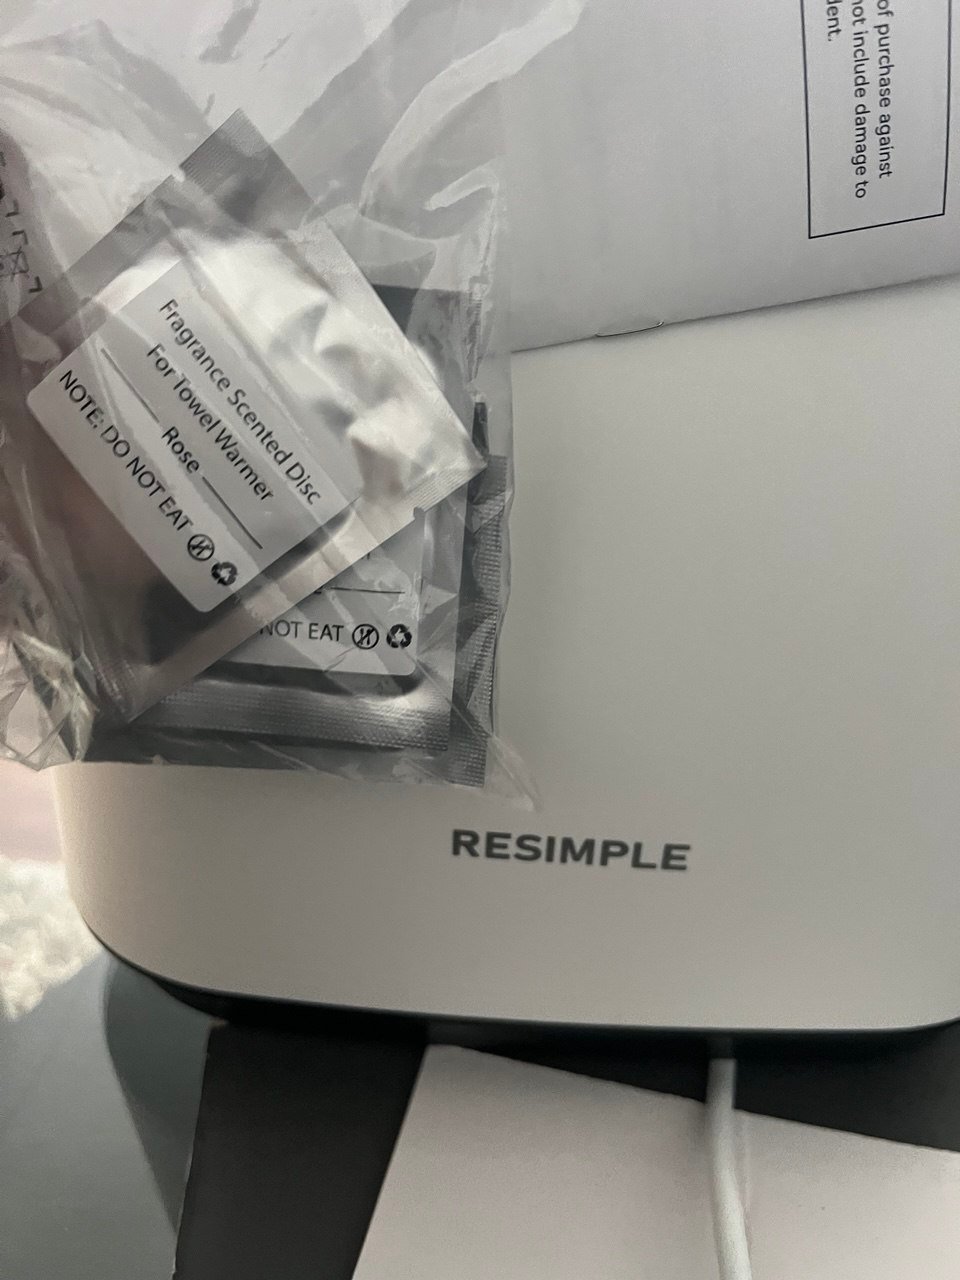 of purchase against
not include damage to
Fragrance Scented Disc
For Towel Warmer
Rose
NOTE: DO NOT EAT
NOT EAT
RESIMPLE